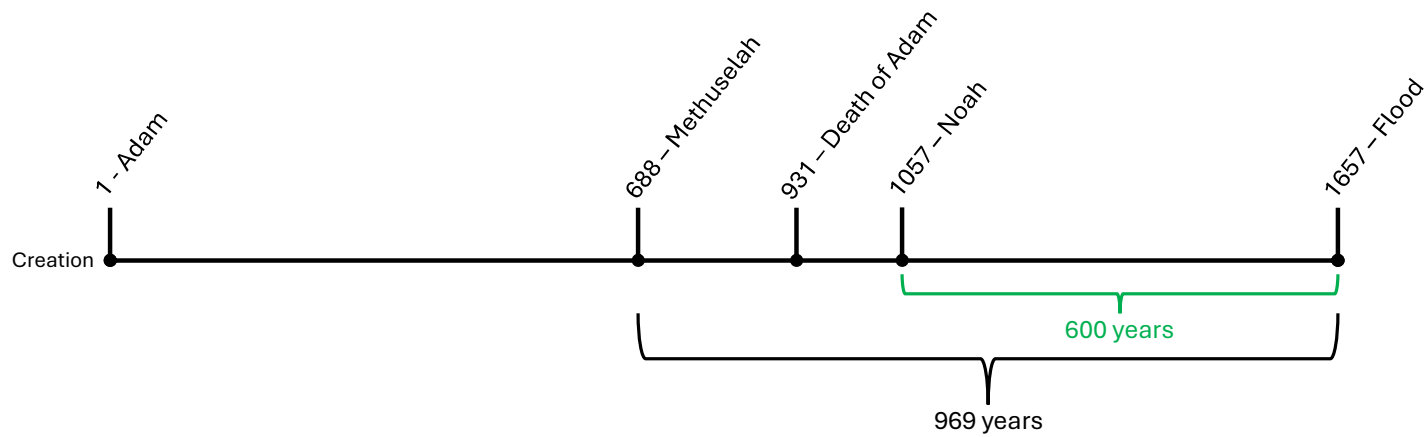 1 - Adam
688 – Methuselah
931 – Death of Adam
1057 – Noah
1657 – Flood
Creation
600 years
969 years